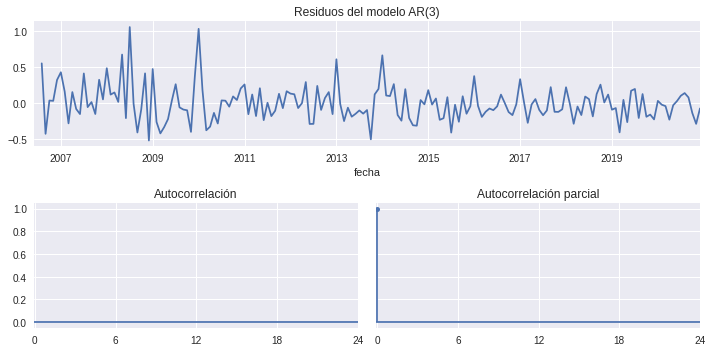 Residuos del modelo AR(3)
1.0
0.5
0.0
−0.5
2007 2009 2011 2013 2015 2017 2019
fecha
Autocorrelación
1.0
0.8
0.6
0.4
0.2
0.0
0 6 12 18 24
Autocorrelación parcial
0 6 12 18 24